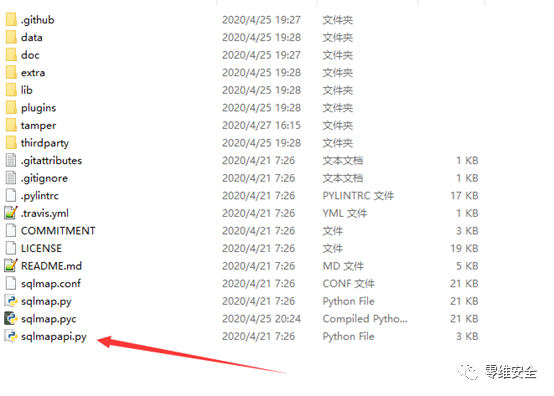 .github 2020/4/25 19:27 文件夹
data 2020/4/25 19:28 文件夹
doc 2020/4/25 19:27 文件夹
extra 2020/4/25 19:28 文件夹
lib 2020/4/25 19:28 文件夹
plugins 2020/4/25 19:28 文件夹
tamper 2020/4/27 16:15 文件夹
thirdparty 2020/4/25 19:28 文件夹
.gitattributes 2020/4/21 7:26 文本文档 1 KB
.gitignore 2020/4/21 7:26 文本文档 1 KB
.pylintrc 2020/4/21 7:26 PYLINTRC 文件 17 KB
.travis.yml 2020/4/21 7:26 YML 文件 1 KB
COMMITMENT 2020/4/21 7:26 文件 3 KB
LICENSE 2020/4/21 7:26 文件 19 KB
README.md 2020/4/21 7:26 MD 文件 5 KB
sqlmap.conf 2020/4/21 7:26 CONF 文件 21 KB
sqlmap.py 2020/4/21 7:26 Python File 21 KB
sqlmap.pyc 2020/4/25 20:24 Compiled Pytho... 21 KB
sqlmapapi.py 2020/4/21 7:26 Python File 3 KB
零维安全